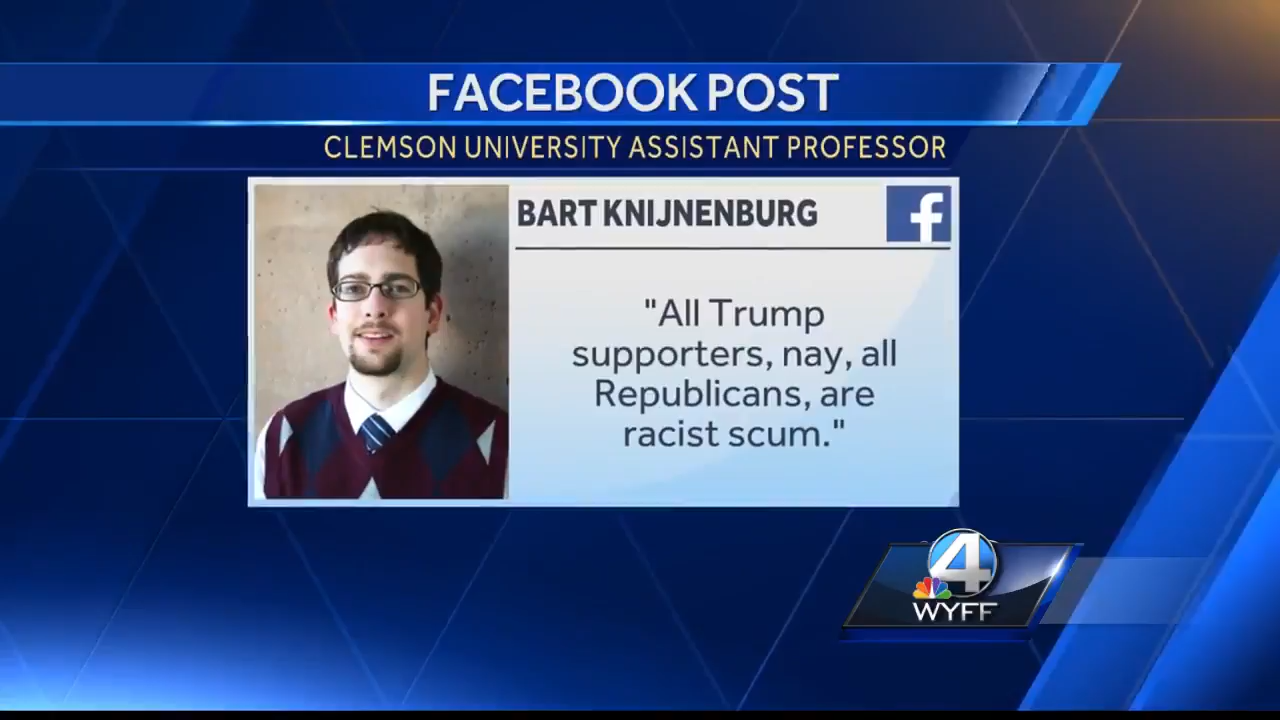 FACEBOOK POST
CLEMSON UNIVERSITY ASSISTANT PROFESSOR
BART KNIJNENBURG
f
"All Trump
supporters, nay, all
Republicans, are
racist scum."
4
WYFF